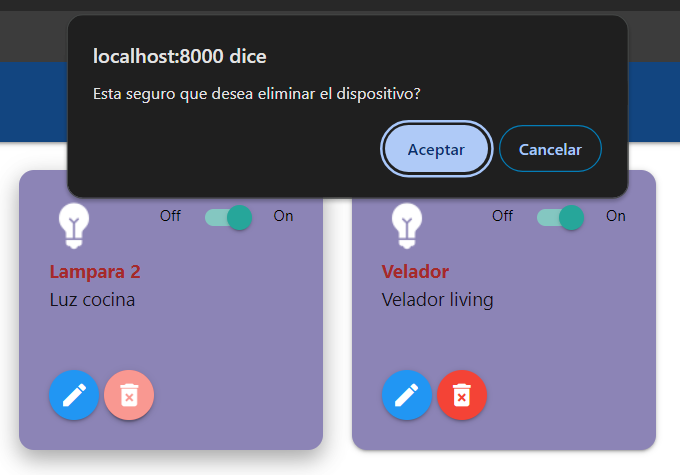 localhost:8000 dice
Esta seguro que desea eliminar el dispositivo?
Aceptar Cancelar
Off On Off On
Lampara 2 Velador
Luz cocina Velador living